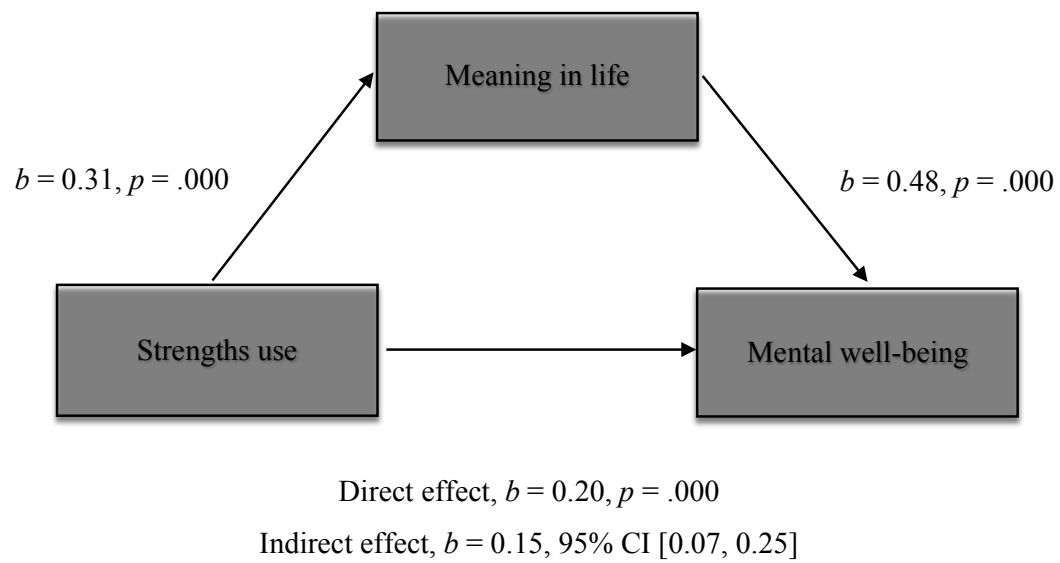 Meaning in life
b = 0.31, p = .000
b = 0.48, p = .000
Strengths use
Mental well-being
Direct effect, b = 0.20, p = .000
Indirect effect, b = 0.15, 95% CI [0.07, 0.25]